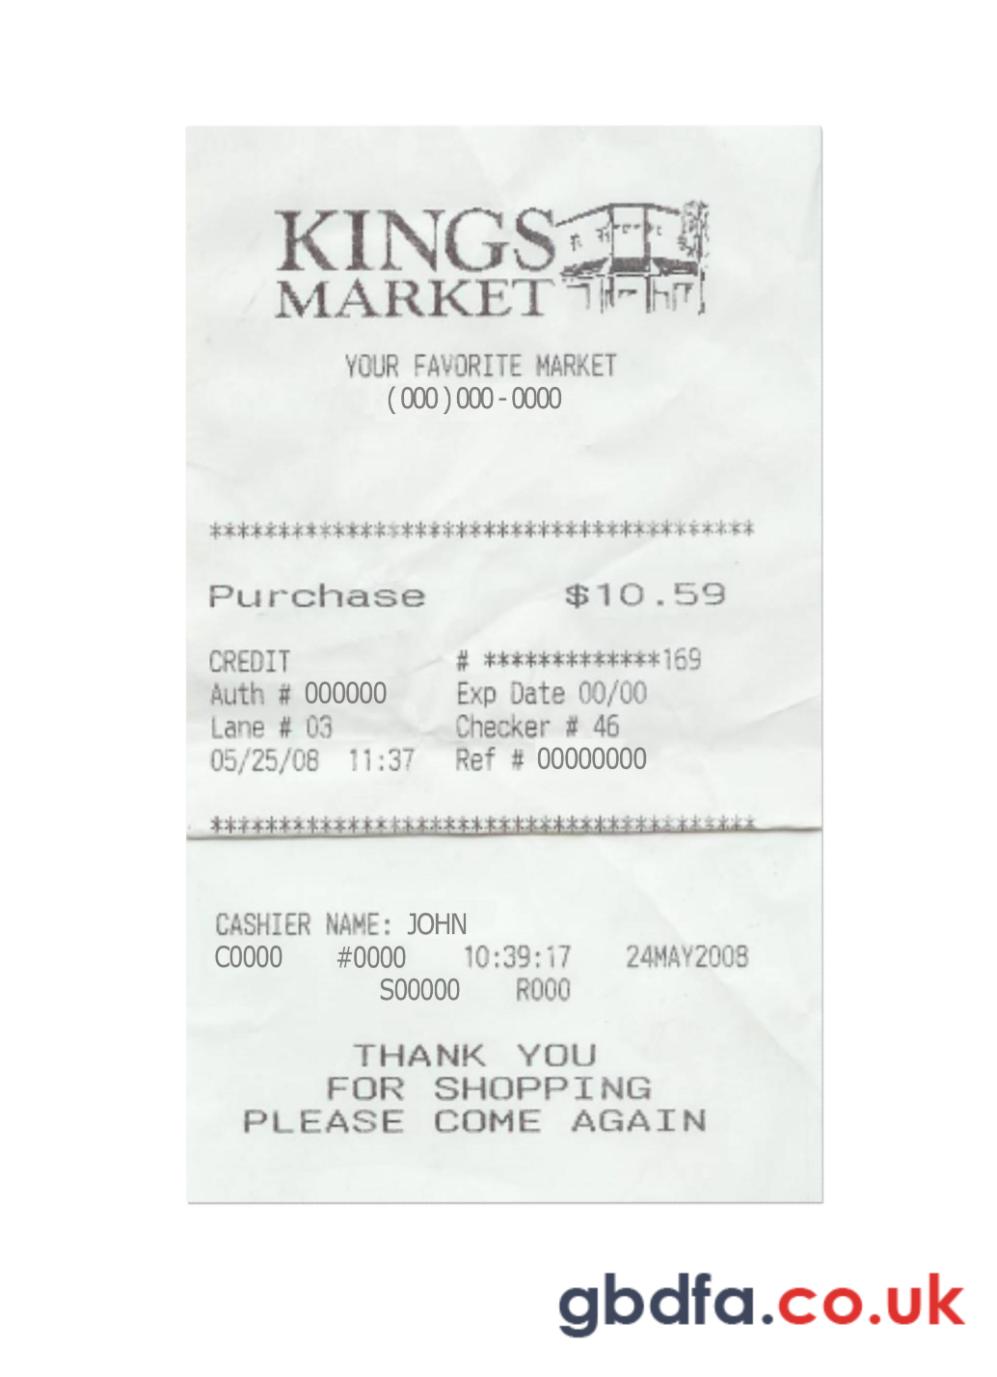 KINGS
MARKET
YOUR FAVORITE MARKET
(000)000-0000
****************************************
Purchase $10.59
CREDIT # *************169
Auth # 000000 Exp Date 00/00
Lane # 03 Checker # 46
05/25/08 11:37 Ref # 00000000
****************************************
CASHIER NAME: JOHN
C0000 #0000 10:39:17 24MAY2008
S00000 R000
THANK YOU
FOR SHOPPING
PLEASE COME AGAIN
gbdfa.co.uk